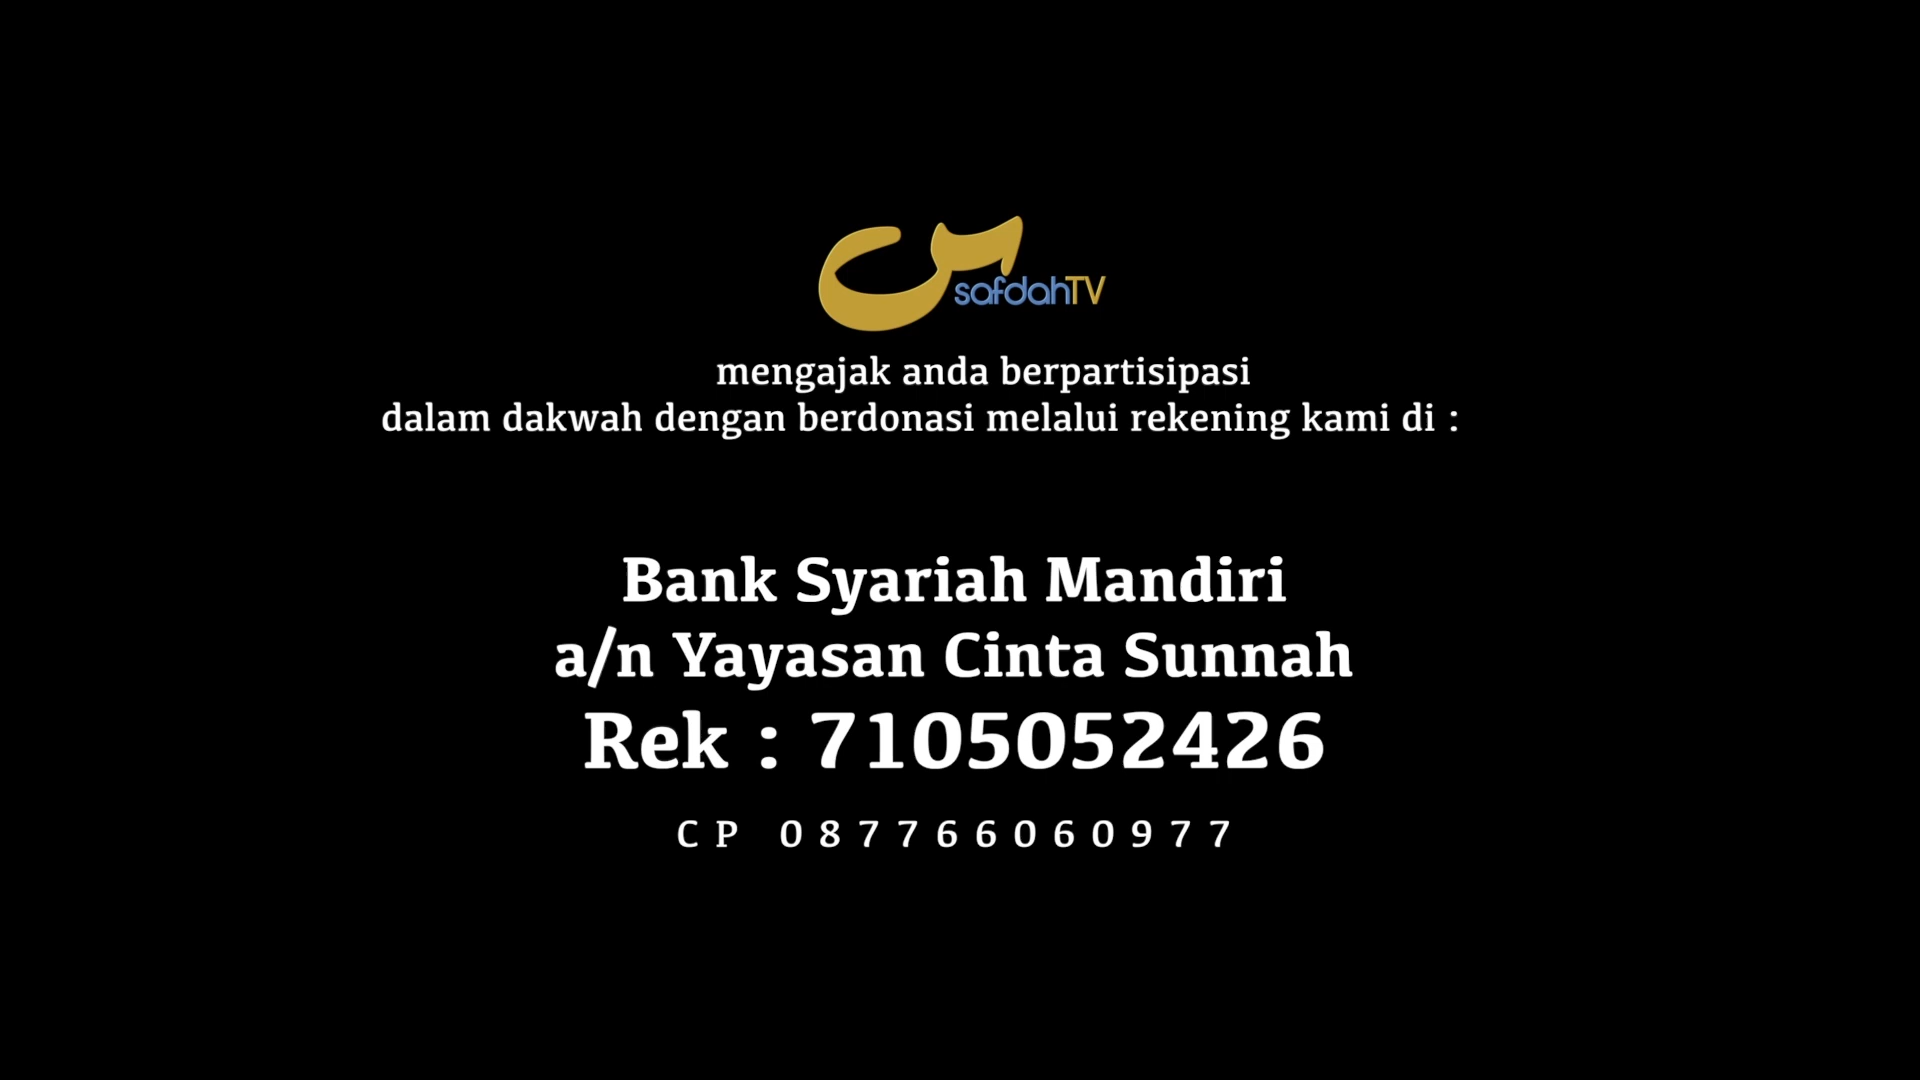 safdahTV
mengajak anda berpartisipasi
dalam dakwah dengan berdonasi melalui rekening kami di :
Bank Syariah Mandiri
a/n Yayasan Cinta Sunnah
Rek : 7105052426
CP 087766060977